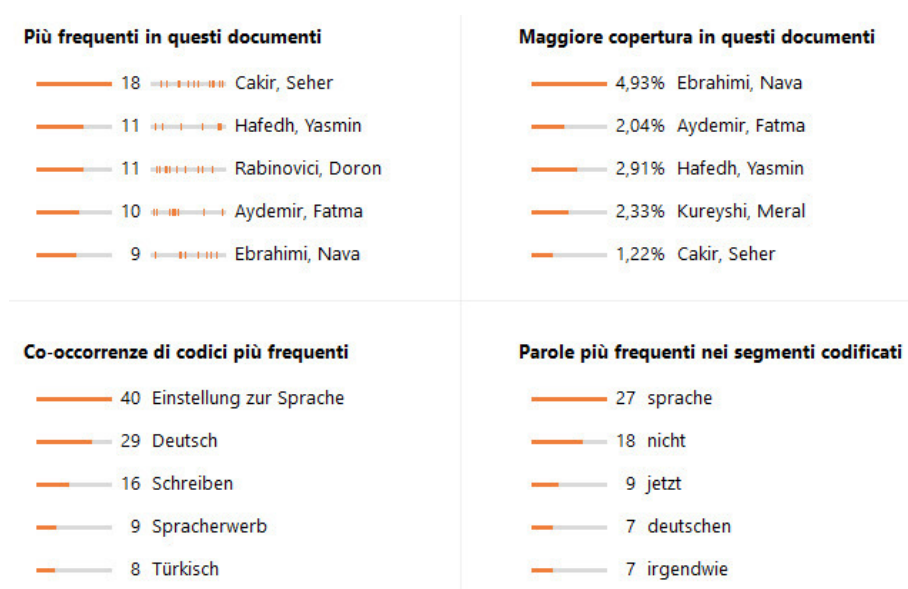 Più frequenti in questi documenti
18 Cakir, Seher
11 Hafedh, Yasmin
11 Rabinovici, Doron
10 Aydemir, Fatma
9 Ebrahimi, Nava
Maggiore copertura in questi documenti
4,93% Ebrahimi, Nava
2,04% Aydemir, Fatma
2,91% Hafedh, Yasmin
2,33% Kureyshi, Meral
1,22% Cakir, Seher
Co-occorrenze di codici più frequenti
40 Einstellung zur Sprache
29 Deutsch
16 Schreiben
9 Spracherwerb
8 Türkisch
Parole più frequenti nei segmenti codificati
27 sprache
18 nicht
9 jetzt
7 deutschen
7 irgendwie